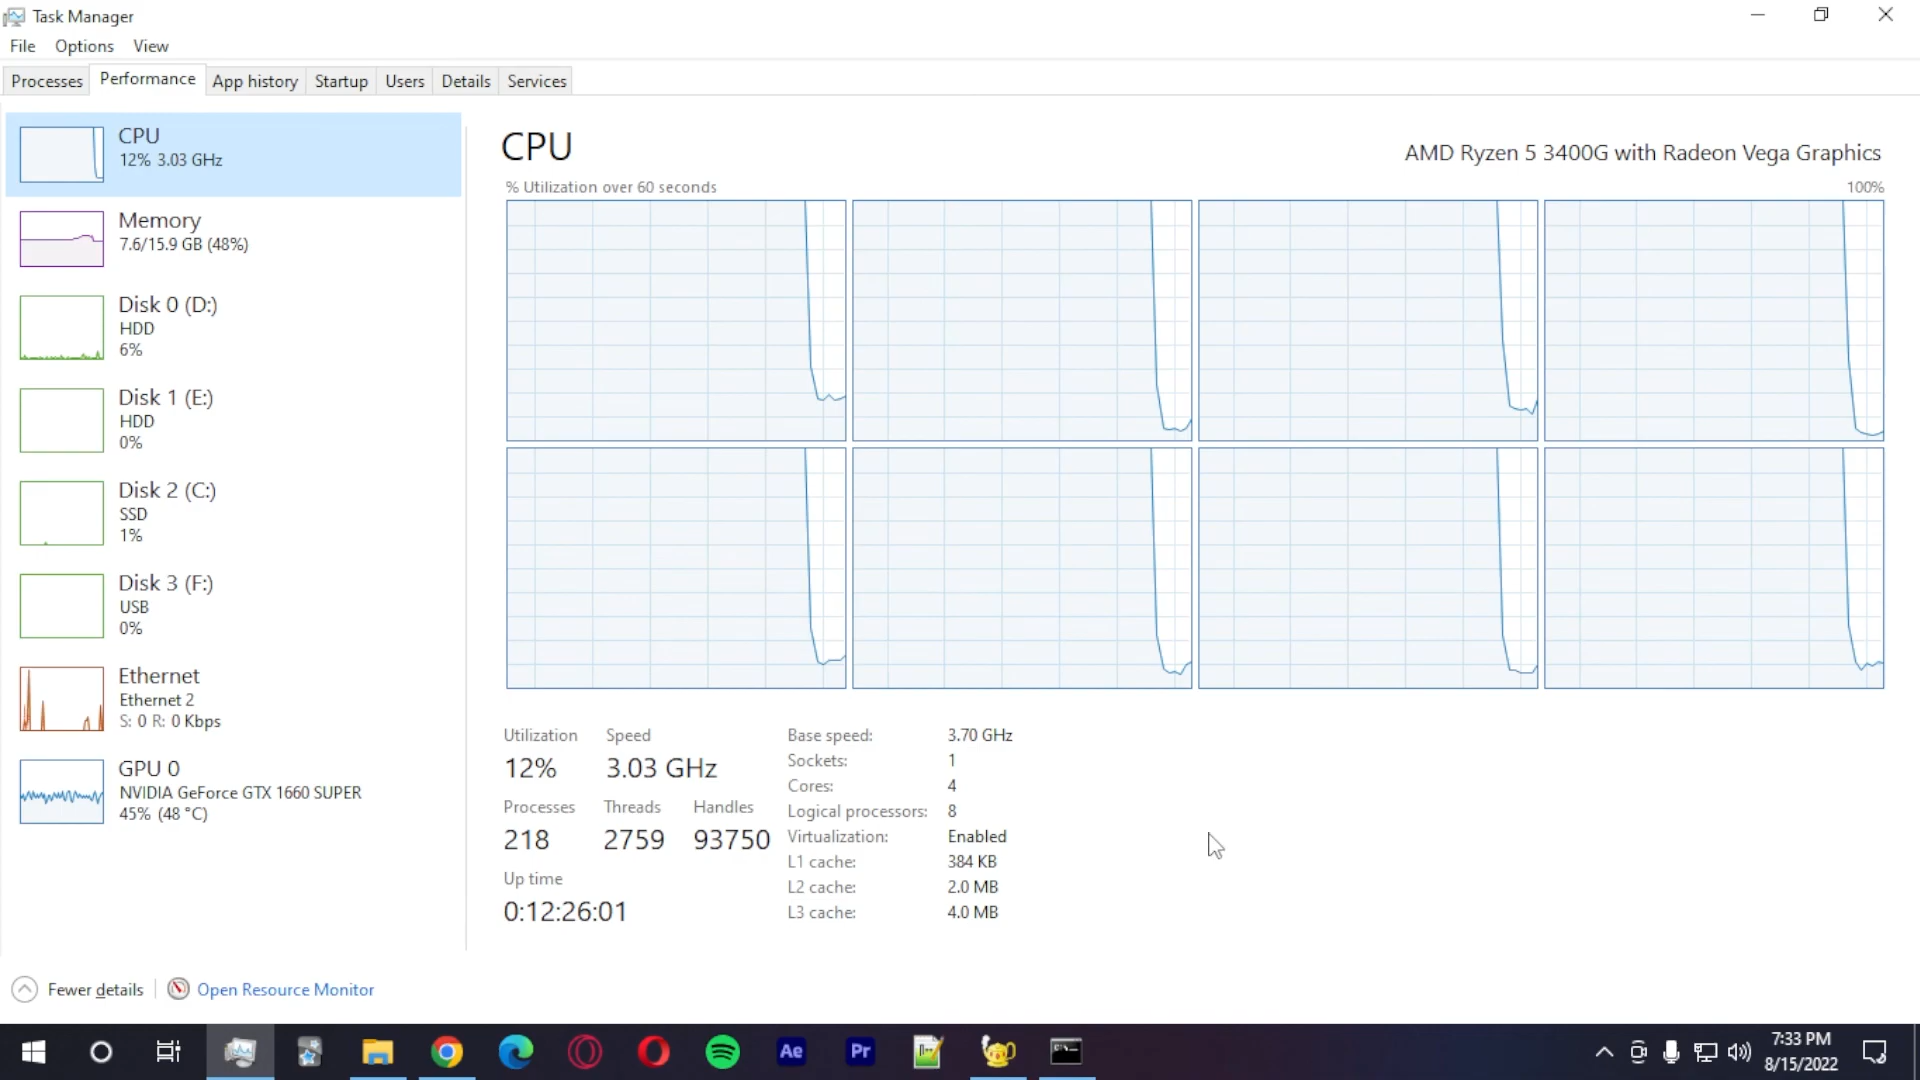 Task Manager
File Options View
Processes Performance App history Startup Users Details Services
CPU
12% 3.03 GHz
Memory
7.6/15.9 GB (48%)
Disk 0 (D:)
HDD
6%
Disk 1 (E:)
HDD
0%
Disk 2 (C:)
SSD
1%
Disk 3 (F:)
USB
0%
Ethernet
Ethernet 2
S: 0 R: 0 Kbps
GPU 0
NVIDIA GeForce GTX 1660 SUPER
45% (48 °C)
CPU
AMD Ryzen 5 3400G with Radeon Vega Graphics
% Utilization over 60 seconds 100%
Utilization Speed
12% 3.03 GHz
Processes Threads Handles
218 2759 93750
Up time
0:12:26:01
Base speed: 3.70 GHz
Sockets: 1
Cores: 4
Logical processors: 8
Virtualization: Enabled
L1 cache: 384 KB
L2 cache: 2.0 MB
L3 cache: 4.0 MB
Fewer details
Open Resource Monitor
Ae
Pr
7:33 PM
8/15/2022